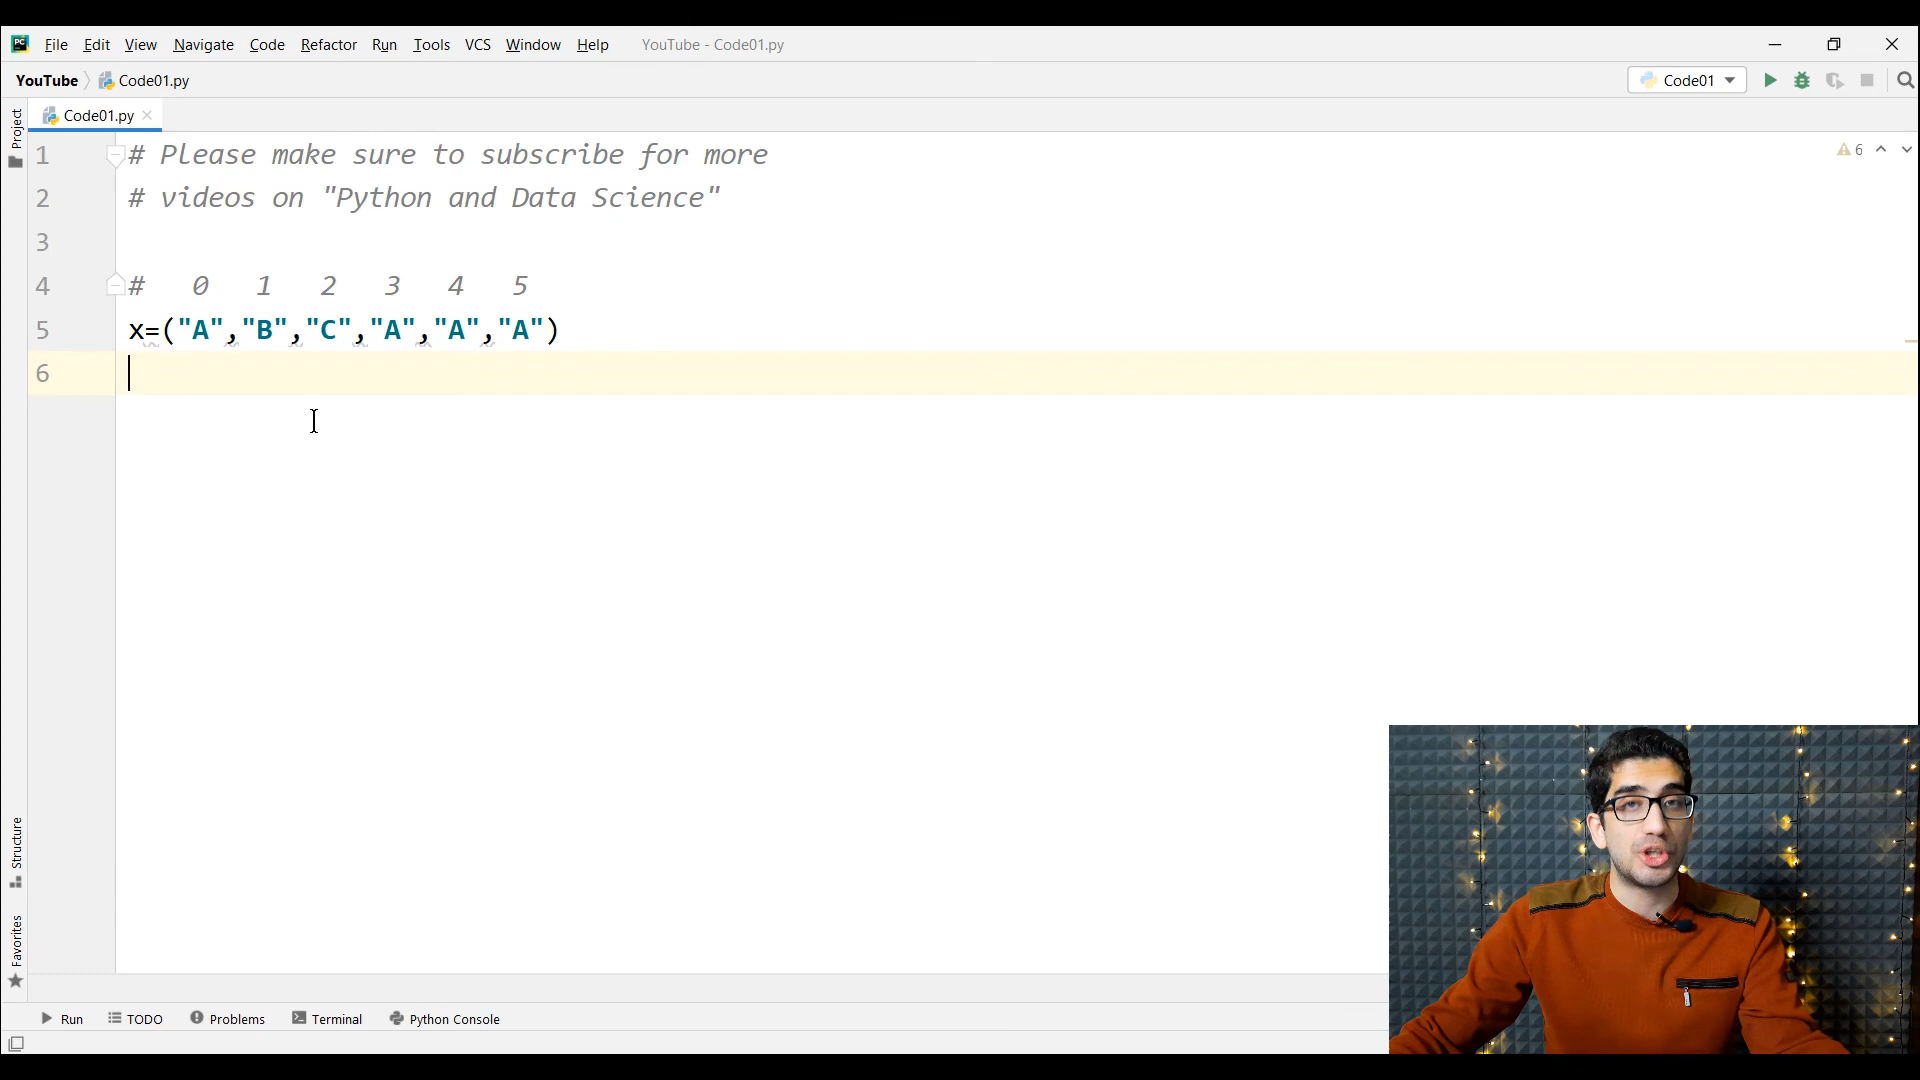 PC File Edit View Navigate Code Refactor Run Tools VCS Window Help YouTube - Code01.py
YouTube Code01.py Code01
Project
Code01.py
6
1 # Please make sure to subscribe for more
2 # videos on "Python and Data Science"
3
4 # 0 1 2 3 4 5
5 x=("A","B","C","A","A","A")
6
Structure
Favorites
Run TODO Problems Terminal Python Console